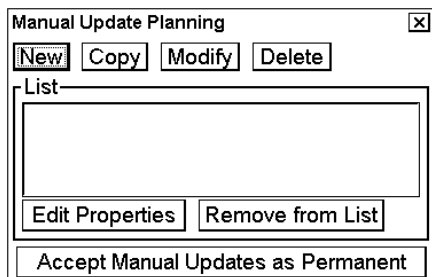 Manual Update Planning
New Copy Modify Delete
List
Edit Properties Remove from List
Accept Manual Updates as Permanent